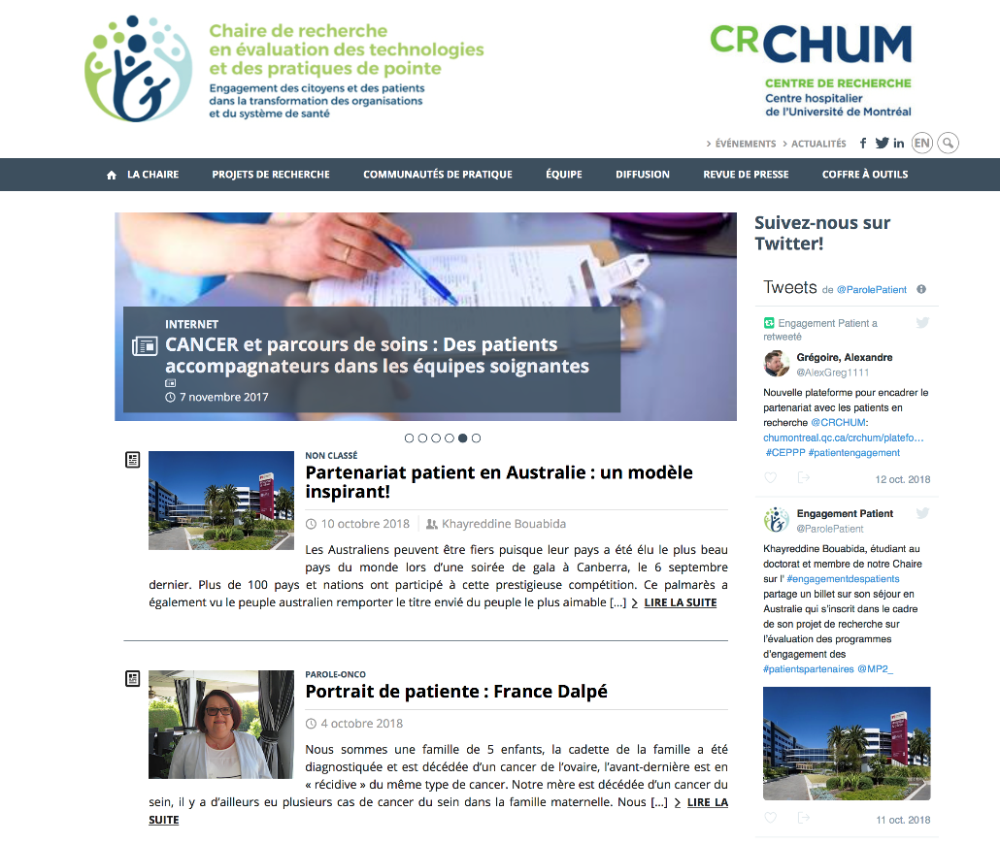 Chaire de recherche
en évaluation des technologies
et des pratiques de pointe
Engagement des citoyens et des patients
dans la transformation des organisations
et du système de santé
CRCHUM
CENTRE DE RECHERCHE
Centre hospitalier
de l'Université de Montréal
> ÉVÉNEMENTS > ACTUALITÉS
EN
LA CHAIRE PROJETS DE RECHERCHE COMMUNAUTÉS DE PRATIQUE ÉQUIPE DIFFUSION REVUE DE PRESSE COFFRE À OUTILS
INTERNET
CANCER et parcours de soins : Des patients
accompagnateurs dans les équipes soignantes
7 novembre 2017
NON CLASSÉ
Partenariat patient en Australie : un modèle
inspirant!
10 octobre 2018 Khayreddine Bouabida
Les Australiens peuvent être fiers puisque leur pays a été élu le plus beau
pays du monde lors d'une soirée de gala à Canberra, le 6 septembre
dernier. Plus de 100 pays et nations ont participé à cette prestigieuse compétition. Ce palmarès a
également vu le peuple australien remporter le titre envié du peuple le plus aimable [...] > LIRE LA SUITE
PAROLE-ONCO
Portrait de patiente : France Dalpé
4 octobre 2018
Nous sommes une famille de 5 enfants, la cadette de la famille a été
diagnostiquée et est décédée d'un cancer de l'ovaire, l'avant-dernière est en
« récidive » du même type de cancer. Notre mère est décédée d'un cancer du
sein, il y a d'ailleurs eu plusieurs cas de cancer du sein dans la famille maternelle. Nous [...] > LIRE LA
SUITE
Suivez-nous sur
Twitter!
Tweets de @ParolePatient
Engagement Patient a
retweeté
Grégoire, Alexandre
@AlexGreg1111
Nouvelle plateforme pour encadrer le
partenariat avec les patients en
recherche @CRCHUM:
chumontreal.qc.ca/crchum/platefo…
#CEPPP #patientengagement
12 oct. 2018
Engagement Patient
@ParolePatient
Khayreddine Bouabida, étudiant au
doctorat et membre de notre Chaire
sur l' #engagementdespatients
partage un billet sur son séjour en
Australie qui s'inscrit dans le cadre
de son projet de recherche sur
l'évaluation des programmes
d'engagement des
#patientspartenaires @MP2_
11 oct. 2018